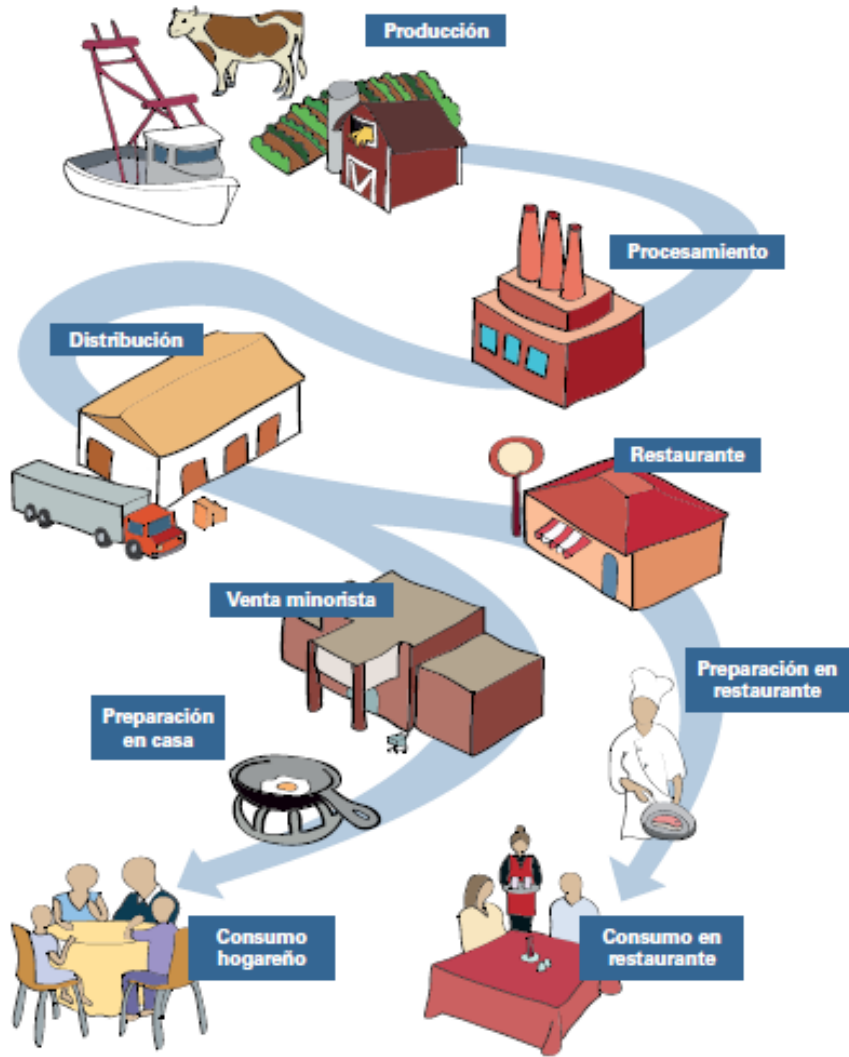 Producción
Procesamiento
Distribución
Restaurante
Venta minorista
Preparación en
restaurante
Preparación
en casa
Consumo
hogareño
Consumo en
restaurante